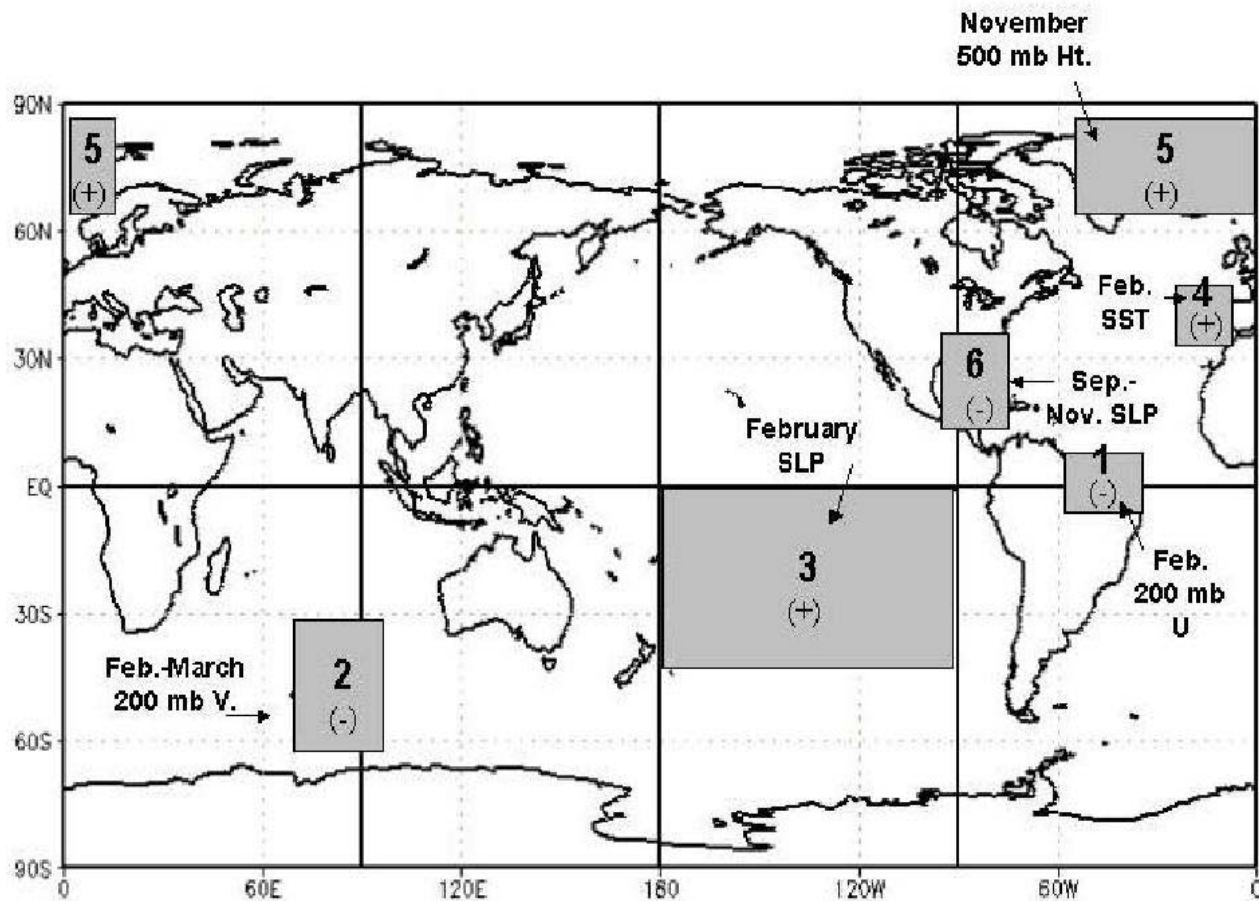 November
500 mb Ht.
90N
5
(+)
5
(+)
60N
Feb.
SST
4
(+)
30N
6
(-)
Sep.-
Nov. SLP
February
SLP
1
(-)
EQ
3
(+)
Feb.
200 mb
U
30S
Feb.-March
200 mb V.
2
(-)
60S
90S
0
60E
120E
180
120W
60W
0